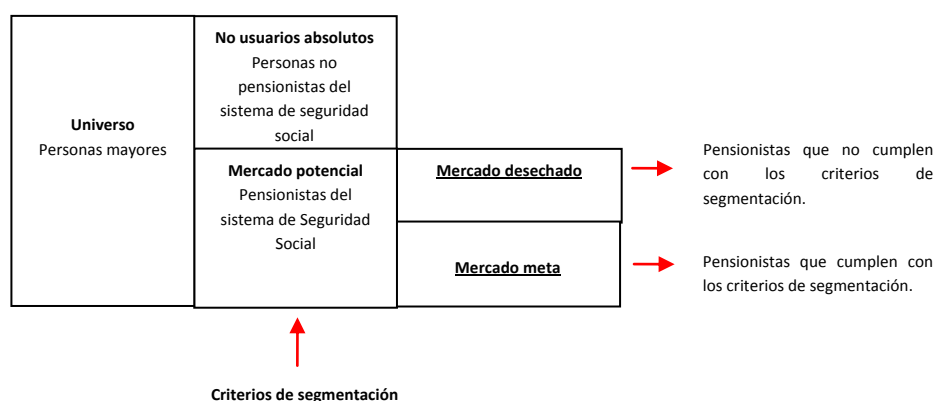 Universo
Personas mayores
No usuarios absolutos
Personas no
pensionistas del
sistema de seguridad
social
Mercado potencial
Pensionistas del
sistema de Seguridad
Social
Mercado desechado
Mercado meta
Pensionistas que no cumplen
con los criterios de
segmentación.
Pensionistas que cumplen con
los criterios de segmentación.
Criterios de segmentación